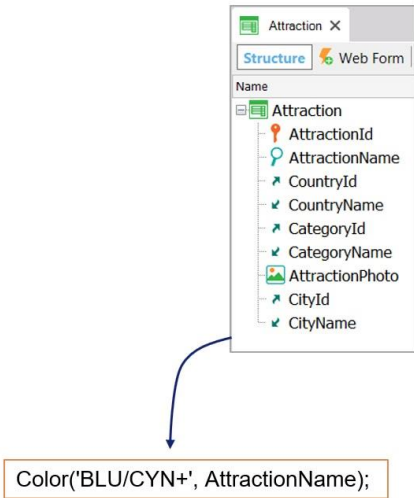 Attraction X
Structure Web Form
Name
Attraction
AttractionId
AttractionName
CountryId
CountryName
CategoryId
CategoryName
AttractionPhoto
CityId
CityName
Color('BLU/CYN+', AttractionName);